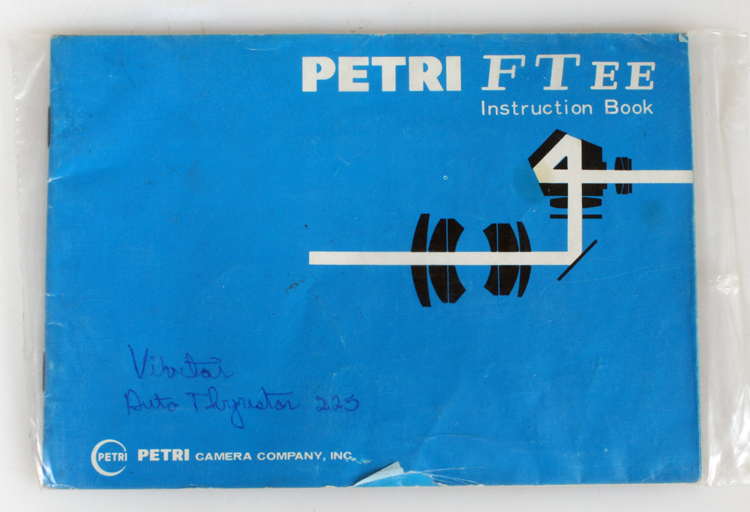 PETRI FT EE
Instruction Book
Vivitar
Auto Thyristor 225
PETRI PETRI CAMERA COMPANY, INC.